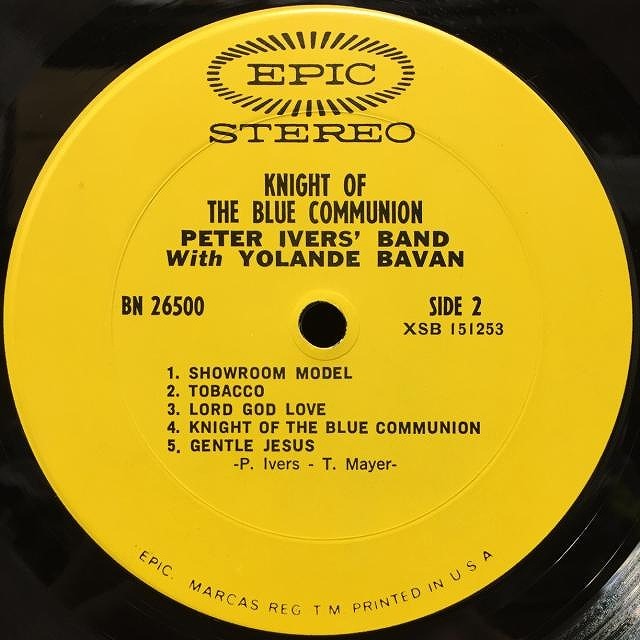 EPIC
STEREO
KNIGHT OF
THE BLUE COMMUNION
PETER IVERS' BAND
With YOLANDE BAVAN
BN 26500
SIDE 2
XSB 151253
1. SHOWROOM MODEL
2. TOBACCO
3. LORD GOD LOVE
4. KNIGHT OF THE BLUE COMMUNION
5. GENTLE JESUS
-P. Ivers - T. Mayer-
EPIC. MARCAS REG T M PRINTED IN U S A